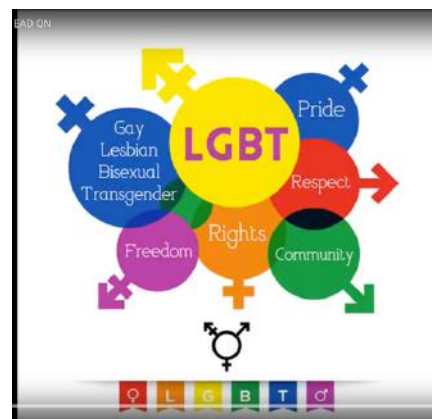 EAD ON
LGBT
Gay
Lesbian
Bisexual
Transgender
Pride
Respect
Freedom
Rights
Community
L G B T